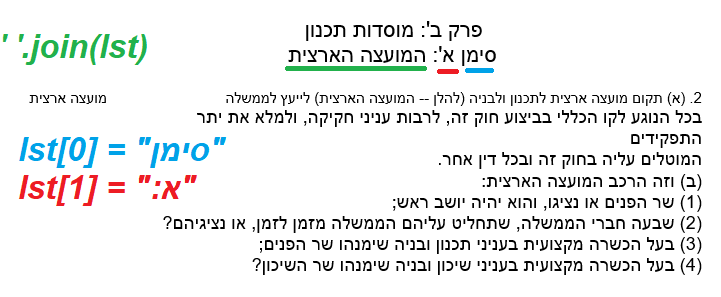 פרק ב': מוסדות תכנון
סימן א': המועצה הארצית
' '.join(lst)
2. (א) תקום מועצה ארצית לתכנון ולבניה (להלן -- המועצה הארצית) לייעץ לממשלה
מועצה ארצית
בכל הנוגע לקו הכללי בביצוע חוק זה, לרבות עניני חקיקה, ולמלא את יתר
התפקידים
המוטלים עליה בחוק זה ובכל דין אחר.
lst[0] = "סימן"
lst[1] = "א:"
(ב) וזה הרכב המועצה הארצית:
(1) שר הפנים או נציגו, והוא יהיה יושב ראש;
(2) שבעה חברי הממשלה, שתחליט עליהם הממשלה מזמן לזמן, או נציגיהם?
(3) בעל הכשרה מקצועית בעניני תכנון ובניה שימנהו שר הפנים;
(4) בעל הכשרה מקצועית בעניני שיכון ובניה שימנהו שר השיכון?